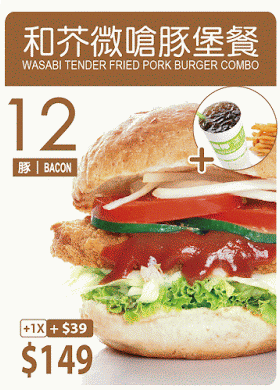 和芥微嗆豚堡餐
WASABI TENDER FRIED PORK BURGER COMBO
12
豚 | BACON
+
+1X + $39
$149